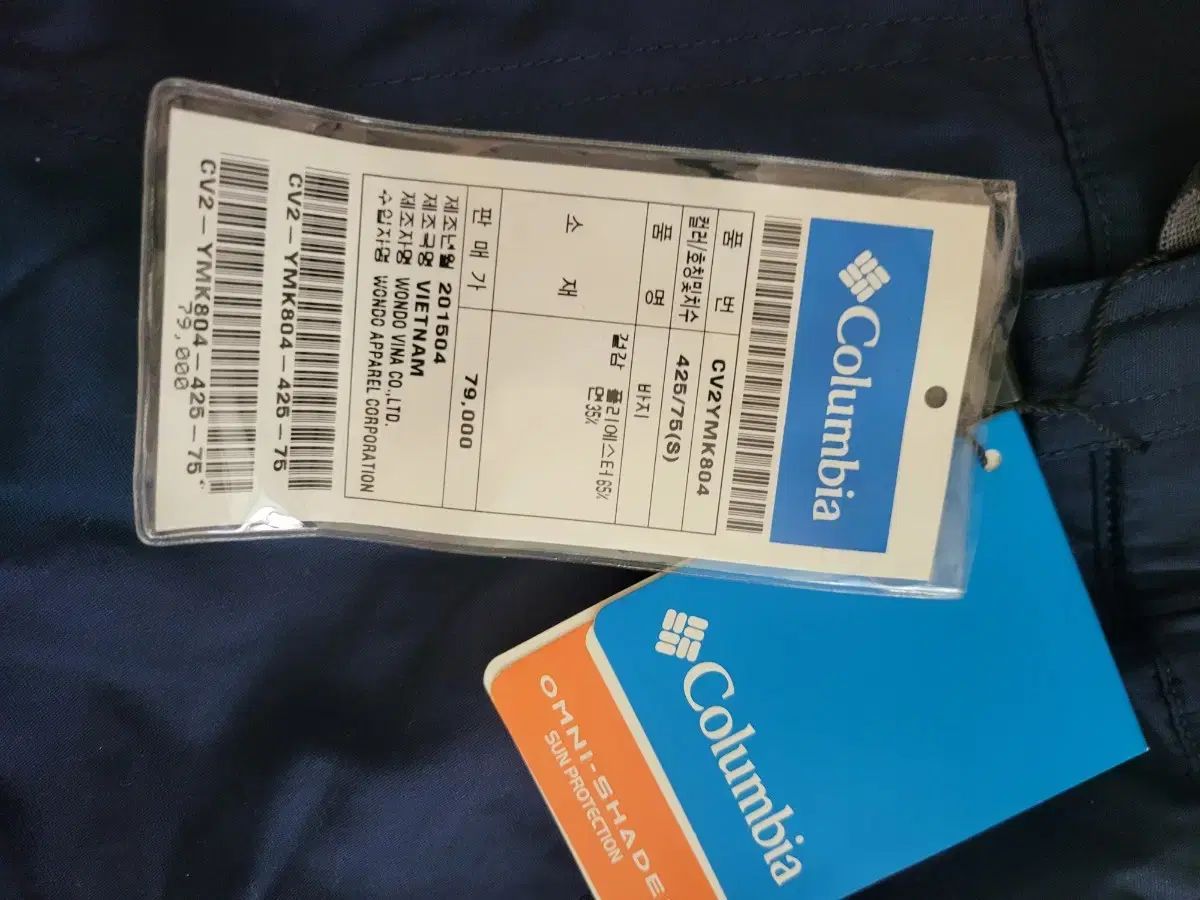 Columbia
품 번 CV2YMK804
컬러/호칭및치수 425/75(S)
품 명 바지
소 재 겉감 폴리에스터 65%
면 35%
판 매 가 79,000
제조년월 201504
제조국명 VIETNAM
제조자명 WONDO VINA CO.,LTD.
수입자명 WONDO APPAREL CORPORATION
CV2-YMK804-425-75
CV2-YMK804-425-75
79,000
Columbia
OMNI-SHADE
SUN PROTECTION